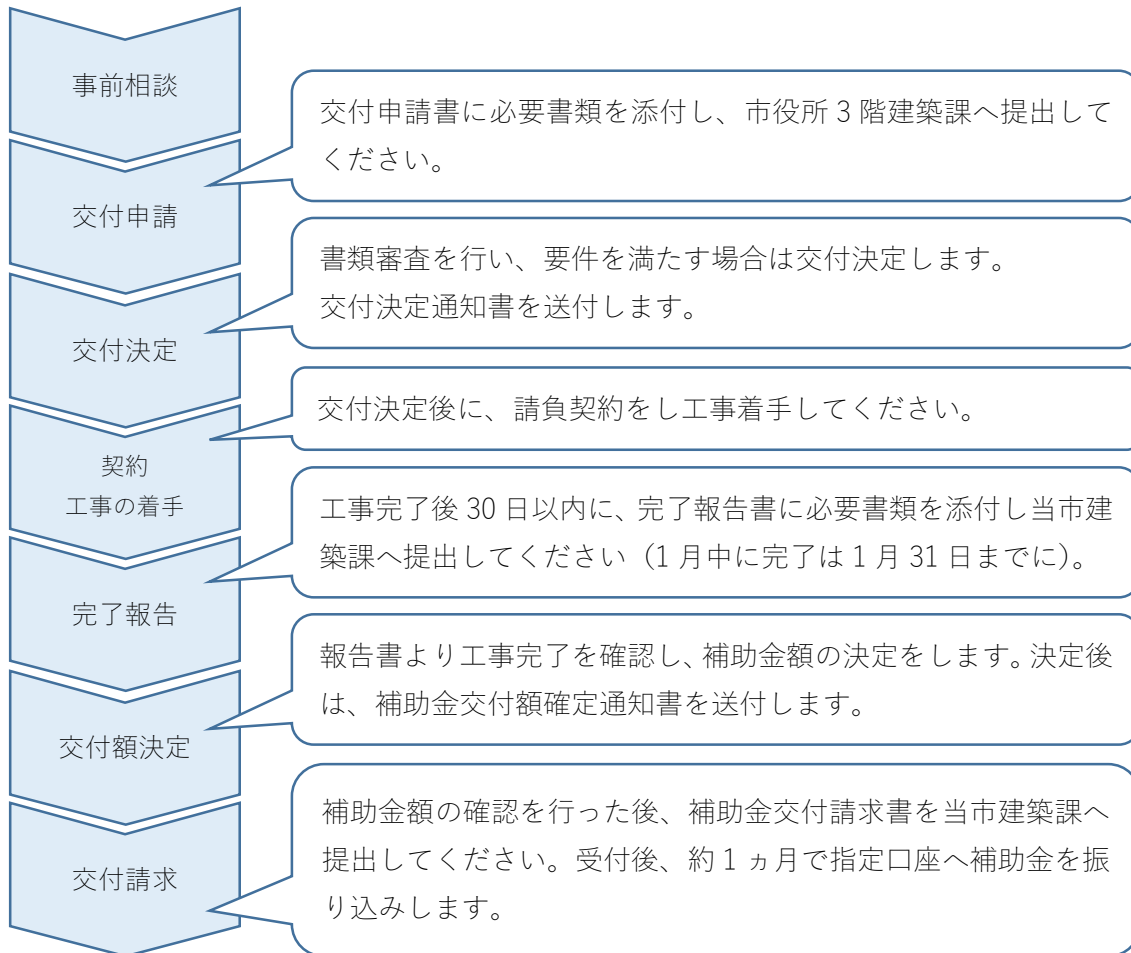 事前相談
交付申請書に必要書類を添付し、市役所 3 階建築課へ提出して
ください。
交付申請
書類審査を行い、要件を満たす場合は交付決定します。
交付決定通知書を送付します。
交付決定
交付決定後に、請負契約をし工事着手してください。
契約
工事の着手
工事完了後 30 日以内に、完了報告書に必要書類を添付し当市建
築課へ提出してください（1 月中に完了は 1 月 31 日までに）。
完了報告
報告書より工事完了を確認し、補助金額の決定をします。決定後
は、補助金交付額確定通知書を送付します。
交付額決定
補助金額の確認を行った後、補助金交付請求書を当市建築課へ
提出してください。受付後、約 1 ヵ月で指定口座へ補助金を振
り込みします。
交付請求